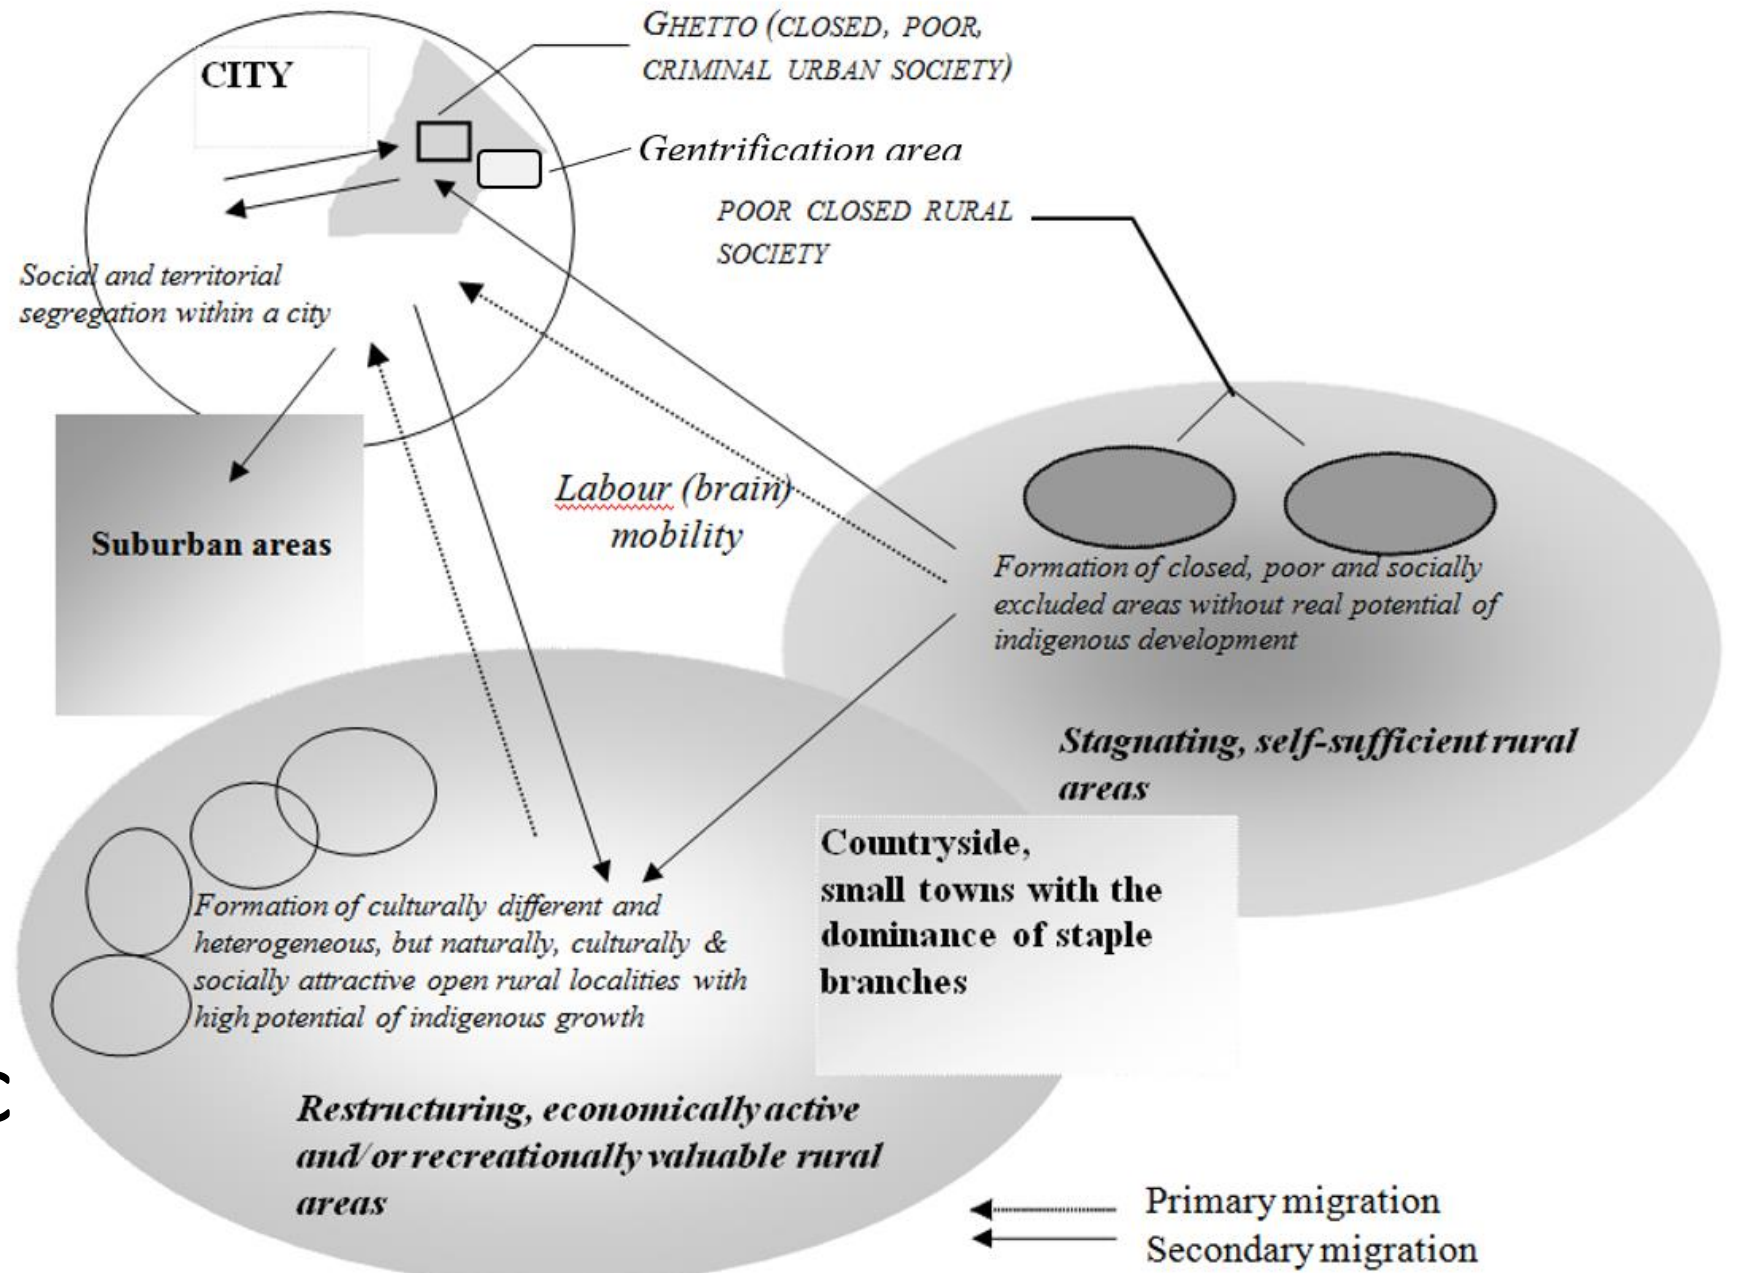 GHETTO (CLOSED, POOR,
CRIMINAL URBAN SOCIETY)
CITY
Gentrification area
POOR CLOSED RURAL
SOCIETY
Social and territorial
segregation within a city
Labour (brain)
mobility
Suburban areas
Formation of closed, poor and socially
excluded areas without real potential of
indigenous development
Stagnating, self-sufficient rural
areas
Countryside,
small towns with the
dominance of staple
branches
Formation of culturally different and
heterogeneous, but naturally, culturally &
socially attractive open rural localities with
high potential of indigenous growth
Restructuring, economically active
and/or recreationally valuable rural
areas
Primary migration
Secondary migration